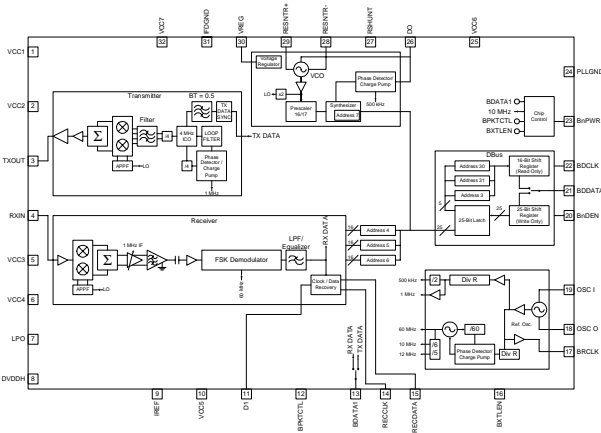 VCC7
IFDGND
VREG
RESNTR+
RESNTR-
RSHUNT
DO
VCC6
32
31
30
29
28
27
26
25
VCC1
1
Voltage
Regulator
VCO
Phase Detector/
Charge Pump
24
PLLGND
Transmitter
BT = 0.5
LO
x2
500 kHz
VCC2
2
Filter
TX
DATA
SYNC
Prescaler
16/17
Synthesizer
Address 7
BDATA1
10 MHz
BPKTCTL
BXTLEN
Chip
Control
23
BnPWR
TX DATA
Σ
/4
4 MHz
ICO
LOOP
FILTER
TXOUT
3
APPF
LO
/4
Phase
Detector /
Charge
Pump
1 MHz
DBus
Address 30
Address 31
Address 3
16-Bit Shift
Register
(Read Only)
22
BDCLK
21
BDDATA
5
25
25-Bit Latch
25
25-Bit Shift
Register
(Write Only)
20
BnDEN
RXIN
4
Receiver
RX DATA
16
Address 4
16
Address 5
16
Address 6
VCC3
5
1 MHz IF
Σ
FSK Demodulator
LPF/
Equalizer
APPF
LO
60 MHz
Clock / Data
Recovery
VCC4
6
500 kHz
/2
Div R
1 MHz
19
OSC I
LPO
7
Ref. Osc.
60 MHz
/60
18
OSC O
10 MHz
12 MHz
/6
/5
Phase Detector/
Charge Pump
Div R
17
BRCLK
RX DATA
TX DATA
DVDDH
8
9
10
11
12
13
14
15
16
IREF
VCC5
D1
BPKTCTL
BDATA1
RECCLK
RECDATA
BXTLEN